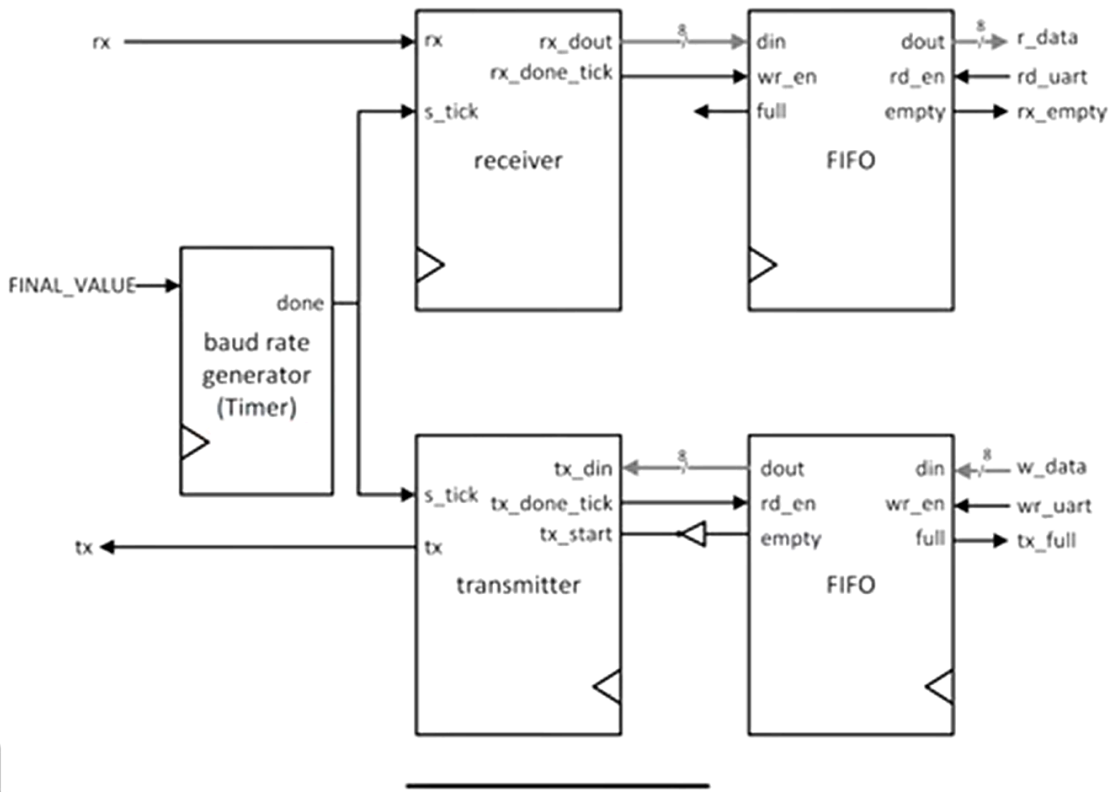 rx
rx
rx_dout
rx_done_tick
s_tick
receiver
8
din
wr_en
full
dout
rd_en
empty
FIFO
8
r_data
rd_uart
rx_empty
FINAL_VALUE
done
baud rate
generator
(Timer)
tx_din
s_tick
tx_done_tick
tx_start
tx
tx
transmitter
8
dout
rd_en
empty
din
wr_en
full
FIFO
8
w_data
wr_uart
tx_full